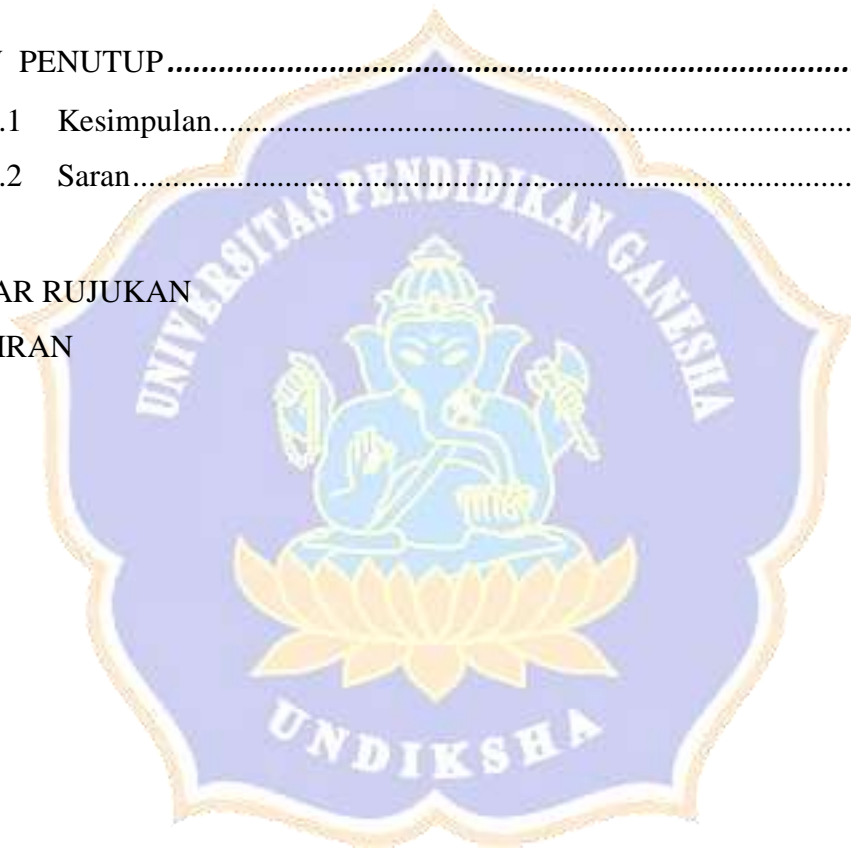 PENUTUP........................................................................
.1 Kesimpulan........................................................................
.2 Saran........................................................................
UNIVERSITAS PENDIDIKAN GANESHA
AR RUJUKAN
IRAN
UNDIKSHA